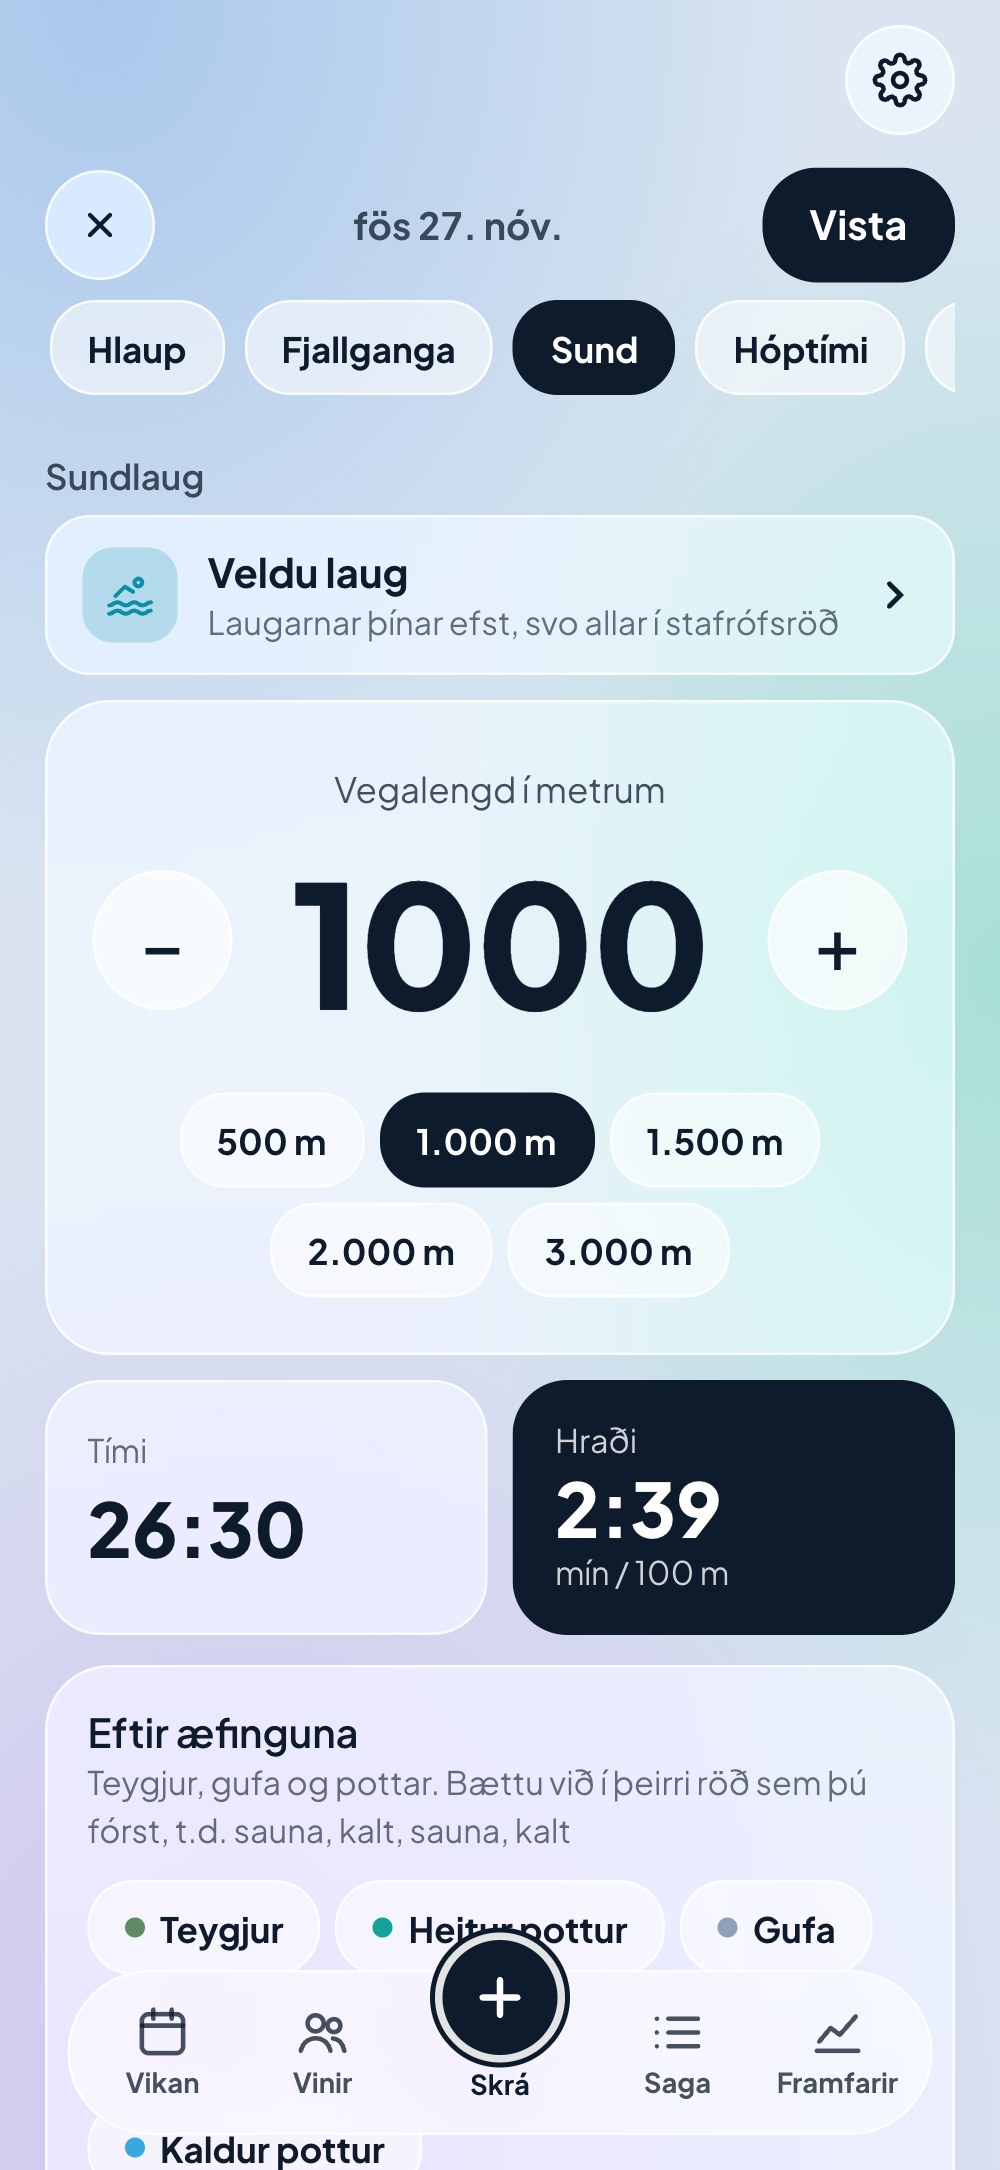 fös 27. nóv.
Vista
Hlaup
Fjallganga
Sund
Hóptími
Sundlaug
Veldu laug
Laugarnar þínar efst, svo allar í stafrófsröð
Vegalengd í metrum
−
1000
+
500 m
1.000 m
1.500 m
2.000 m
3.000 m
Tími
26:30
Hraði
2:39
mín / 100 m
Eftir æfinguna
Teygjur, gufa og pottar. Bættu við í þeirri röð sem þú
fórst, t.d. sauna, kalt, sauna, kalt
Teygjur
Heitur pottur
Gufa
Vikan
Vinir
Skrá
Saga
Framfarir
Kaldur pottur